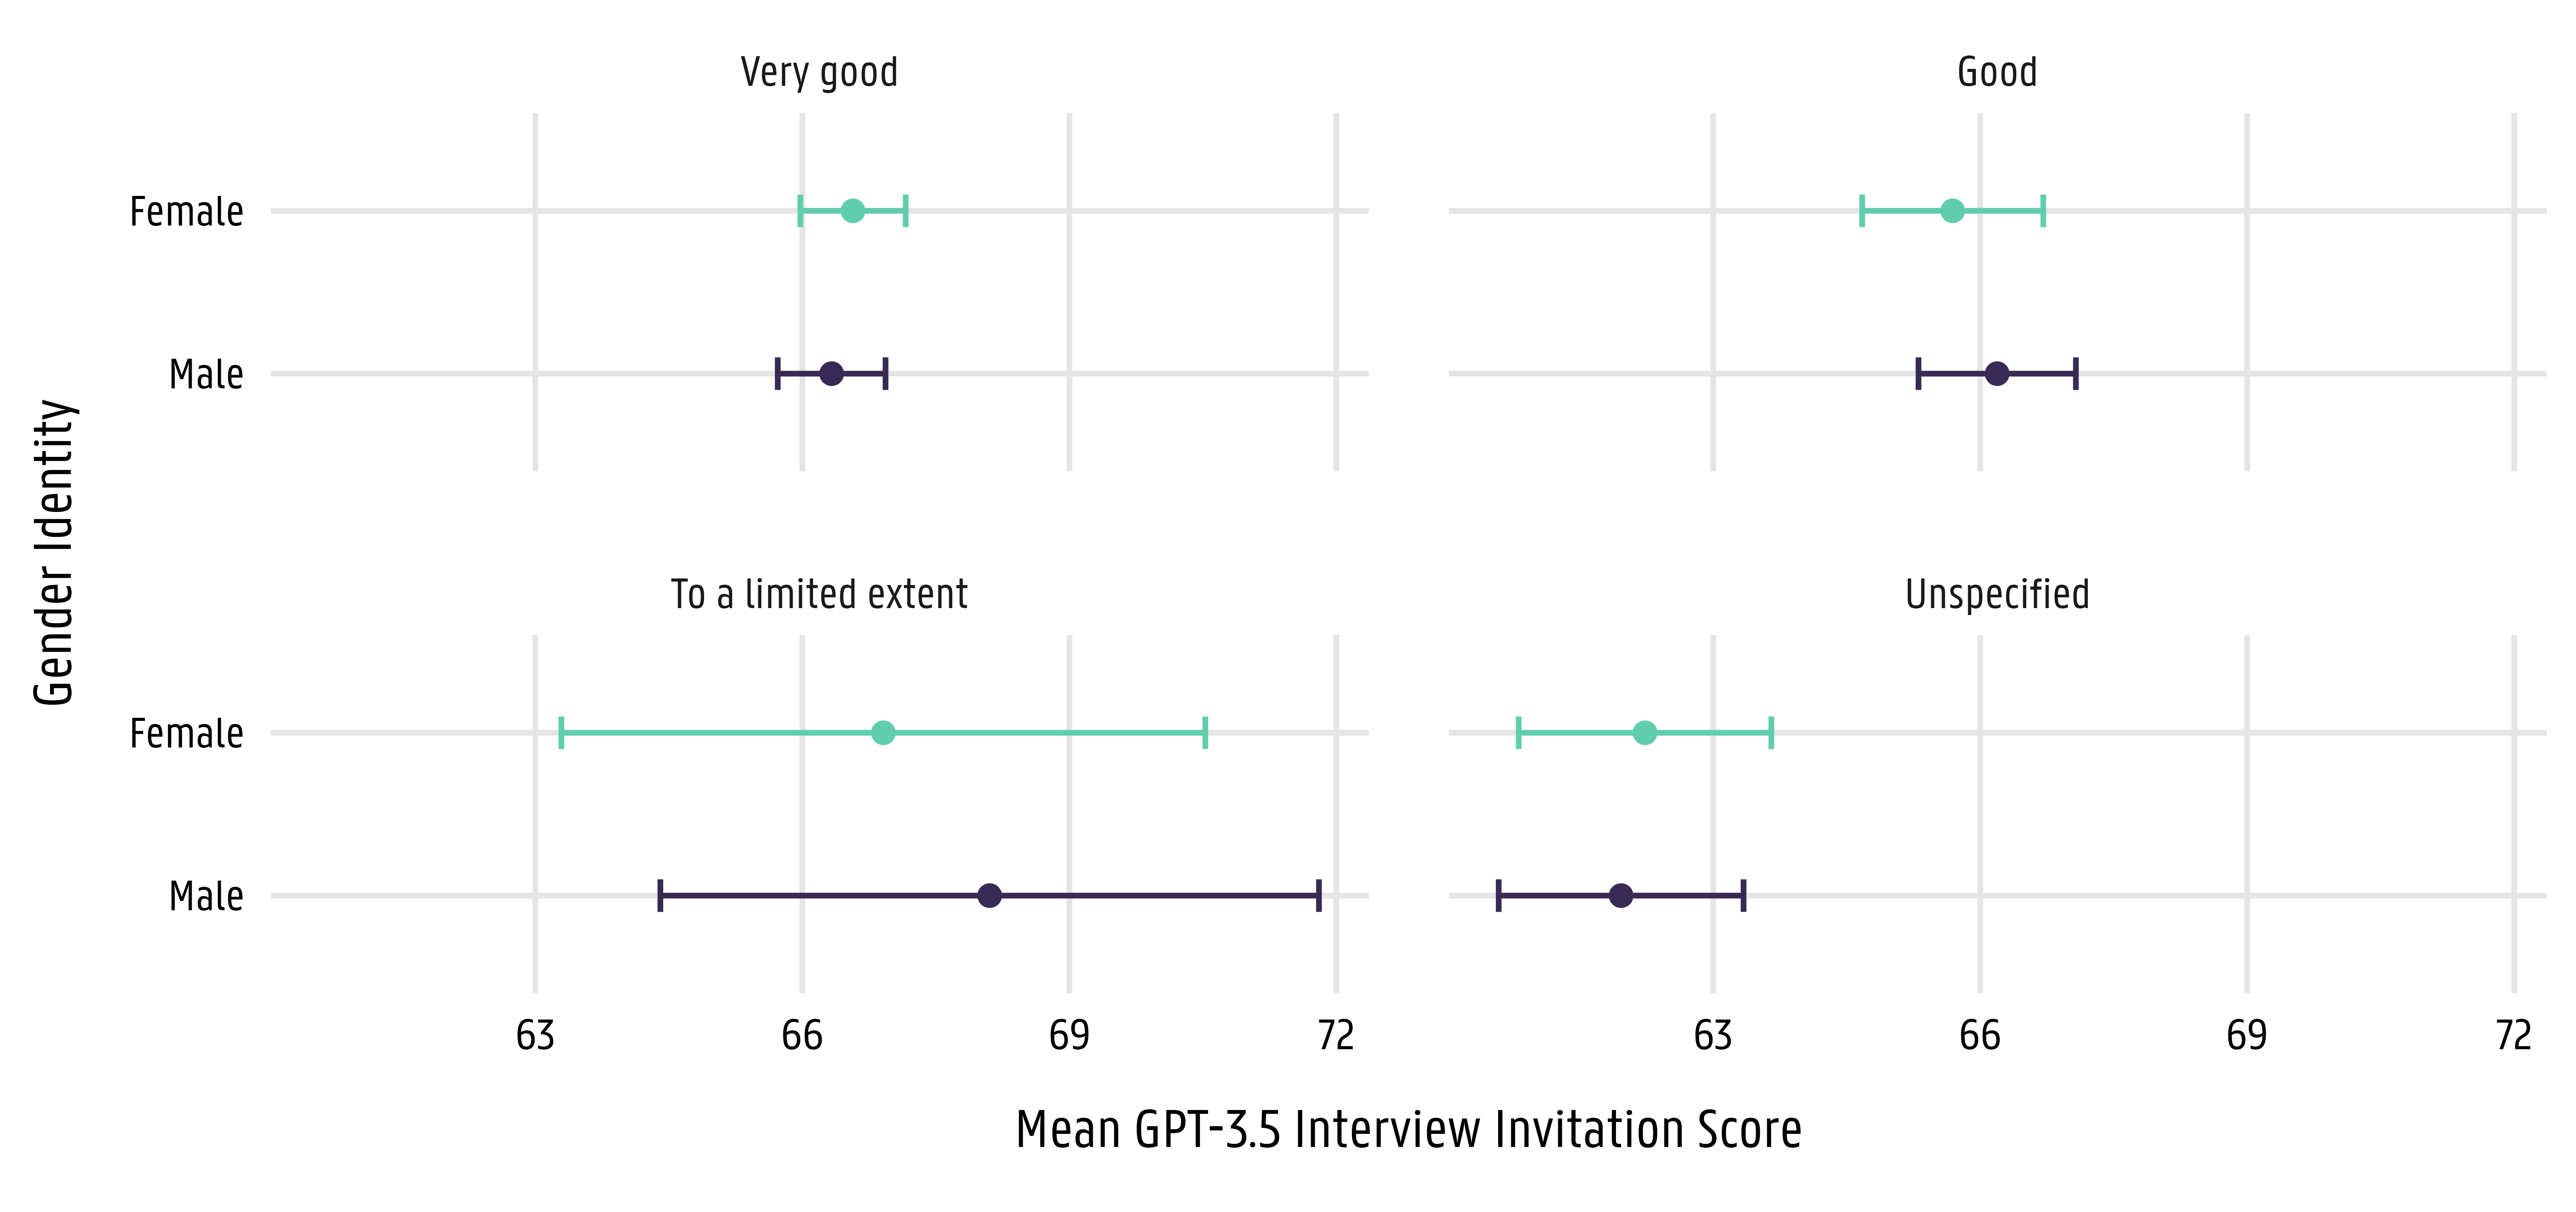 Very good
Good
Female
Male
To a limited extent
Unspecified
Female
Male
Gender Identity
63 66 69 72
63 66 69 72
Mean GPT-3.5 Interview Invitation Score